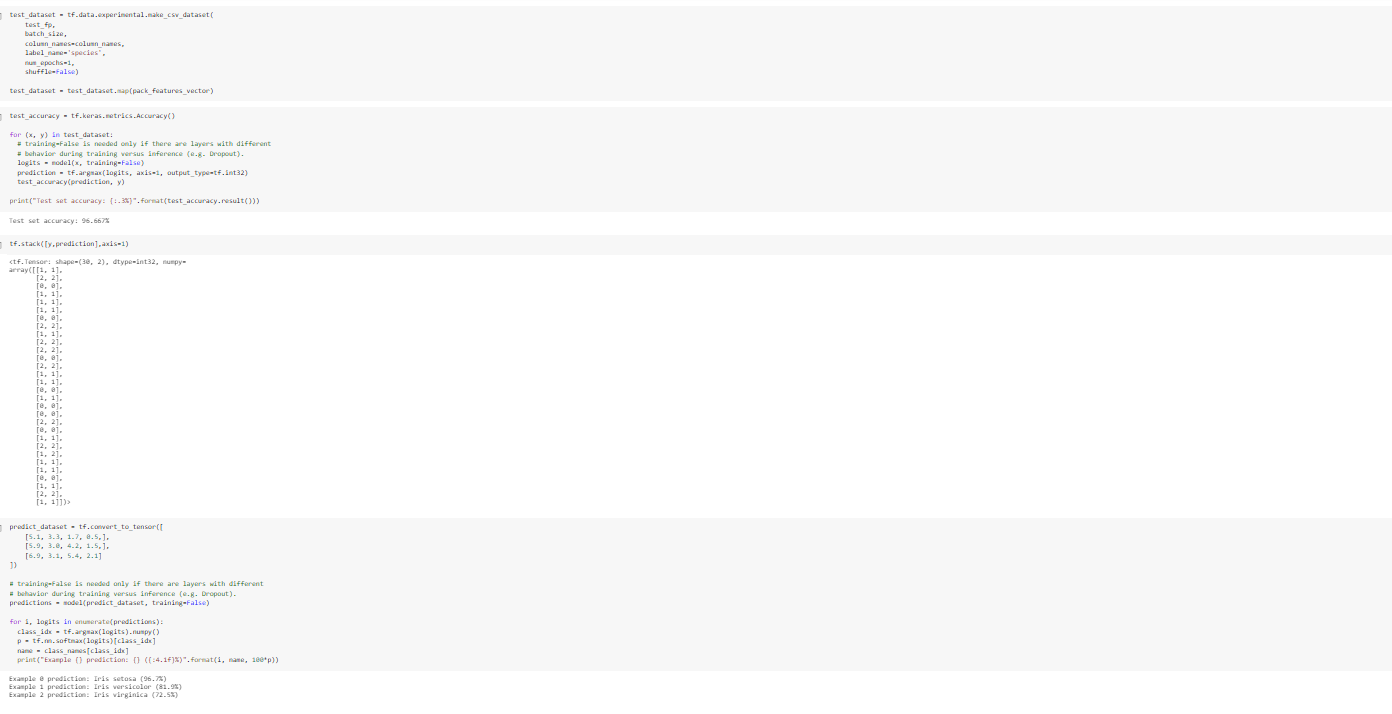 test_dataset = tf.data.experimental.make_csv_dataset(
    test_fp,
    batch_size,
    column_names=column_names,
    label_name='species',
    num_epochs=1,
    shuffle=False)
test_dataset = test_dataset.map(pack_features_vector)
test_accuracy = tf.keras.metrics.Accuracy()
for (x, y) in test_dataset:
  # training=False is needed only if there are layers with different
  # behavior during training versus inference (e.g. Dropout).
  logits = model(x, training=False)
  prediction = tf.argmax(logits, axis=1, output_type=tf.int32)
  test_accuracy(prediction, y)
print("Test set accuracy: {:.3%}".format(test_accuracy.result()))
Test set accuracy: 96.667%
tf.stack([y,prediction],axis=1)
<tf.Tensor: shape=(30, 2), dtype=int32, numpy=
array([[1, 1],
       [2, 2],
       [0, 0],
       [1, 1],
       [1, 1],
       [1, 1],
       [0, 0],
       [2, 2],
       [1, 1],
       [2, 2],
       [2, 2],
       [0, 0],
       [2, 2],
       [1, 1],
       [1, 1],
       [0, 0],
       [1, 1],
       [0, 0],
       [0, 0],
       [2, 2],
       [0, 0],
       [1, 1],
       [2, 2],
       [1, 2],
       [1, 1],
       [1, 1],
       [0, 0],
       [1, 1],
       [2, 2],
       [1, 1]])>
predict_dataset = tf.convert_to_tensor([
    [5.1, 3.3, 1.7, 0.5,],
    [5.9, 3.0, 4.2, 1.5,],
    [6.9, 3.1, 5.4, 2.1]
])
# training=False is needed only if there are layers with different
# behavior during training versus inference (e.g. Dropout).
predictions = model(predict_dataset, training=False)
for i, logits in enumerate(predictions):
  class_idx = tf.argmax(logits).numpy()
  p = tf.nn.softmax(logits)[class_idx]
  name = class_names[class_idx]
  print("Example {} prediction: {} ({:4.1f}%)".format(i, name, 100*p))
Example 0 prediction: Iris setosa (96.7%)
Example 1 prediction: Iris versicolor (81.9%)
Example 2 prediction: Iris virginica (72.5%)